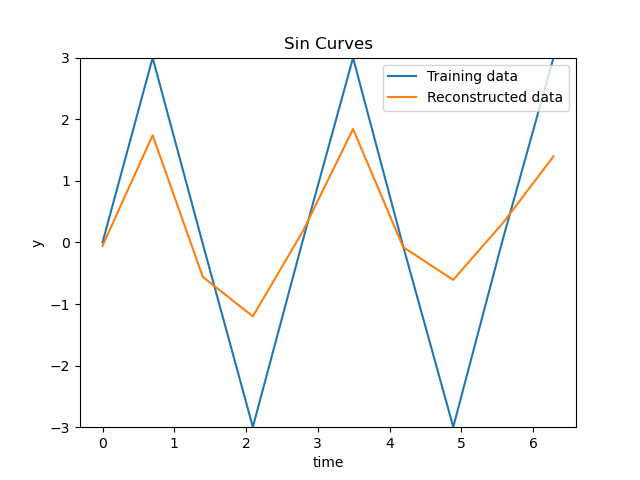 Sin Curves
Training data
Reconstructed data
3
2
1
0
−1
−2
−3
y
0 1 2 3 4 5 6
time